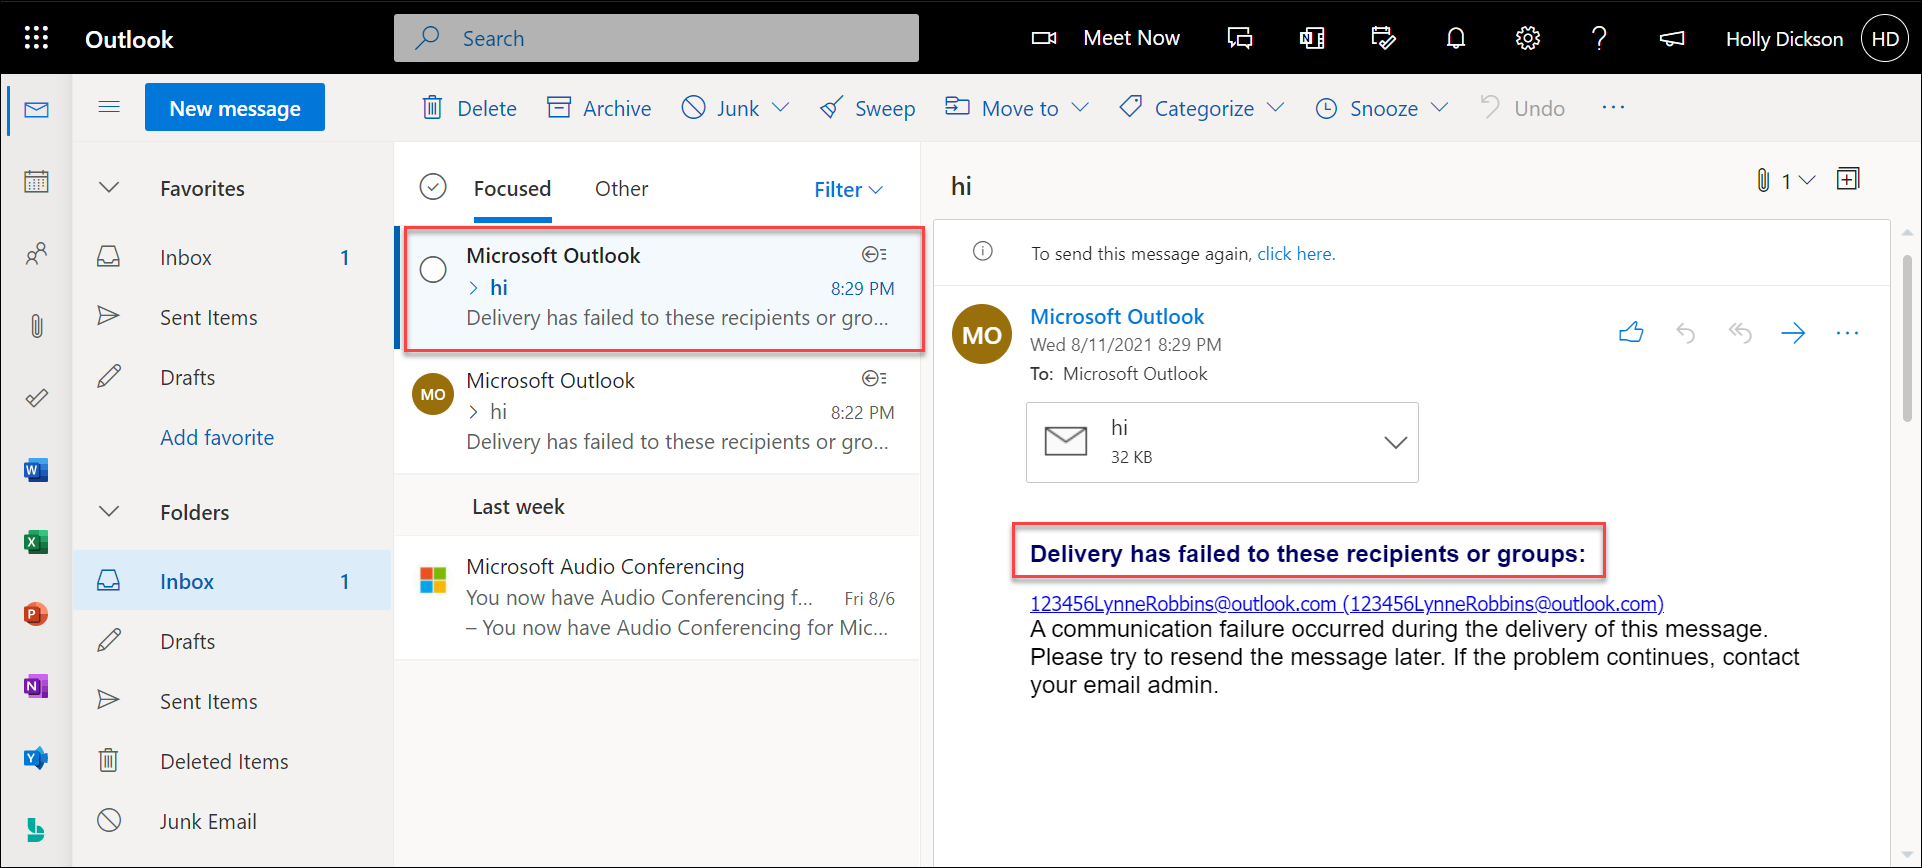 Outlook
Search
Meet Now
Holly Dickson
HD
New message
Delete
Archive
Junk
Sweep
Move to
Categorize
Snooze
Undo
Favorites
Inbox 1
Sent Items
Drafts
Add favorite
Folders
Inbox 1
Drafts
Sent Items
Deleted Items
Junk Email
Focused
Other
Filter
Microsoft Outlook
hi 8:29 PM
Delivery has failed to these recipients or gro...
MO
Microsoft Outlook
hi 8:22 PM
Delivery has failed to these recipients or gro...
Last week
Microsoft Audio Conferencing
You now have Audio Conferencing f... Fri 8/6
– You now have Audio Conferencing for Mic...
hi
1
To send this message again, click here.
MO
Microsoft Outlook
Wed 8/11/2021 8:29 PM
To: Microsoft Outlook
hi
32 KB
Delivery has failed to these recipients or groups:
123456LynneRobbins@outlook.com (123456LynneRobbins@outlook.com)
A communication failure occurred during the delivery of this message.
Please try to resend the message later. If the problem continues, contact
your email admin.